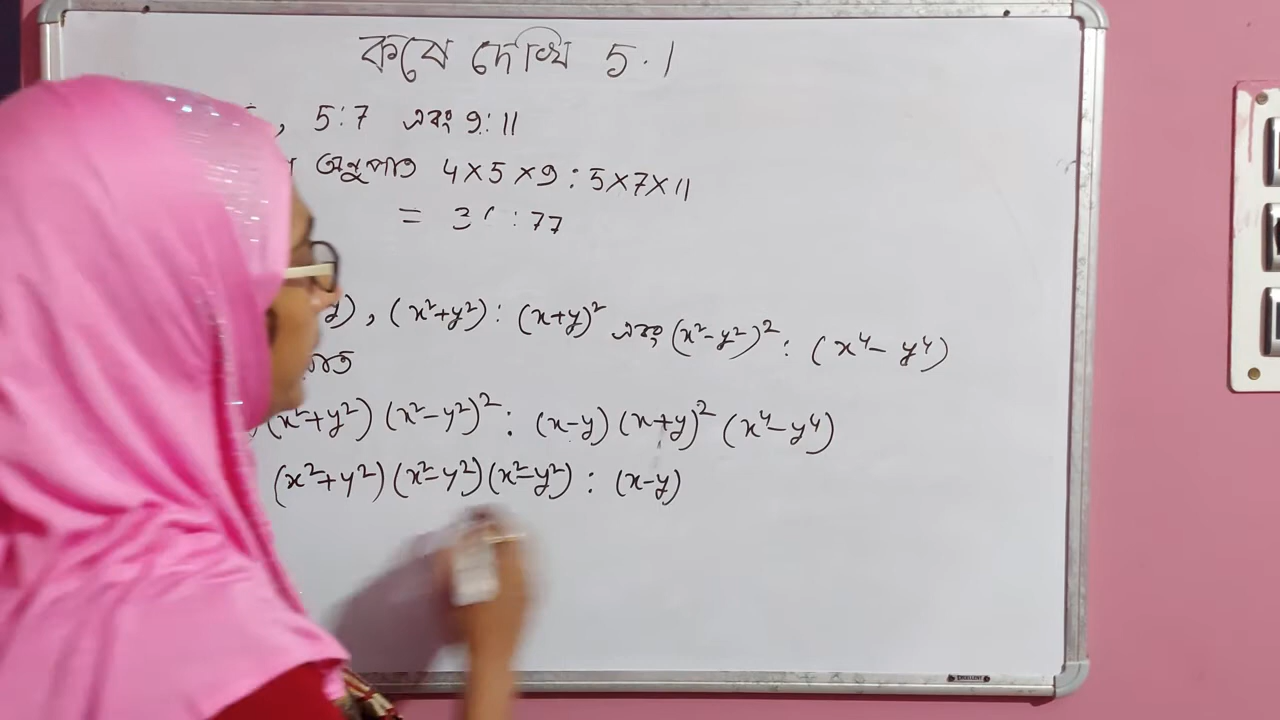 কষে দেখি 5.1
, 5:7 এবং 9:11
অনুপাত 4×5×9 : 5×7×11
= 36 : 77
y), (x²+y²) : (x+y)² এবং (x²-y²)² : (x⁴-y⁴)
(x²+y²) (x²-y²)² : (x-y) (x+y)² (x⁴-y⁴)
(x²+y²) (x²-y²) (x²-y²) : (x-y)
EXCELLENT